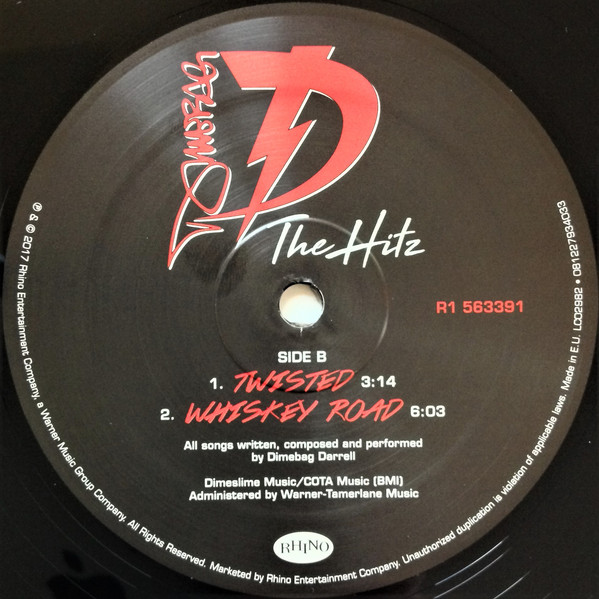 Dimebag
D
The Hitz
R1 563391
SIDE B
1. TWISTED 3:14
2. WHISKEY ROAD 6:03
All songs written, composed and performed
by Dimebag Darrell
Dimeslime Music/COTA Music (BMI)
Administered by Warner-Tamerlane Music
RHINO
℗ & © 2017 Rhino Entertainment Company, a Warner Music Group Company. All Rights Reserved. Marketed by Rhino Entertainment Company. Unauthorized duplication is violation of applicable laws. Made in E.U. LC02982 • 081227934033